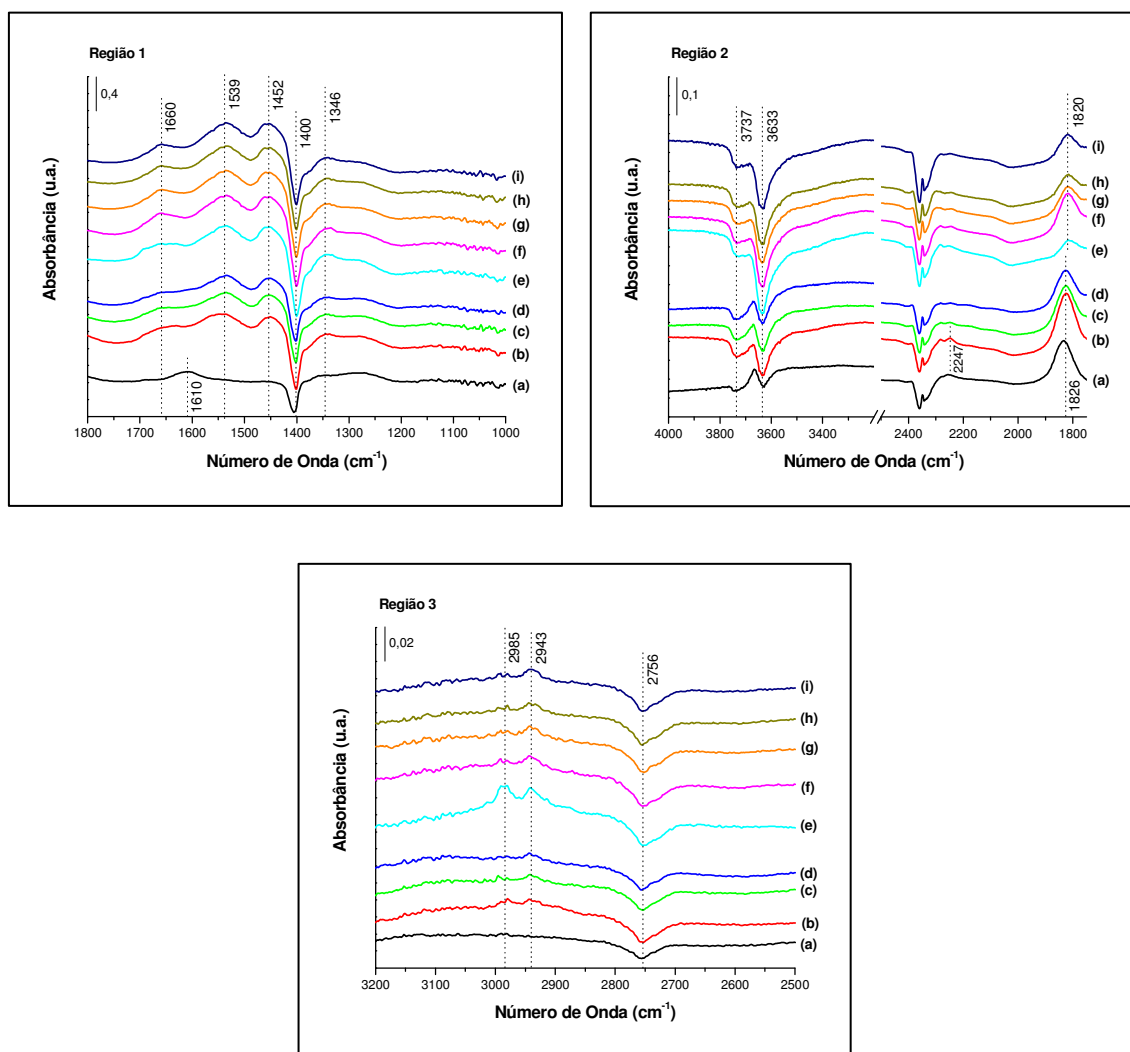 Região 1
0,4
1660
1539
1452
1400
1346
1610
(i)
(h)
(g)
(f)
(e)
(d)
(c)
(b)
(a)
Absorbância (u.a.)
1800 1700 1600 1500 1400 1300 1200 1100 1000
Número de Onda (cm⁻¹)
Região 2
0,1
3737
3633
1820
2247
1826
(i)
(h)
(g)
(f)
(e)
(d)
(c)
(b)
(a)
Absorbância (u.a.)
4000 3800 3600 3400 2400 2200 2000 1800
Número de Onda (cm⁻¹)
Região 3
0,02
2985
2943
2756
(i)
(h)
(g)
(f)
(e)
(d)
(c)
(b)
(a)
Absorbância (u.a.)
3200 3100 3000 2900 2800 2700 2600 2500
Número de Onda (cm⁻¹)